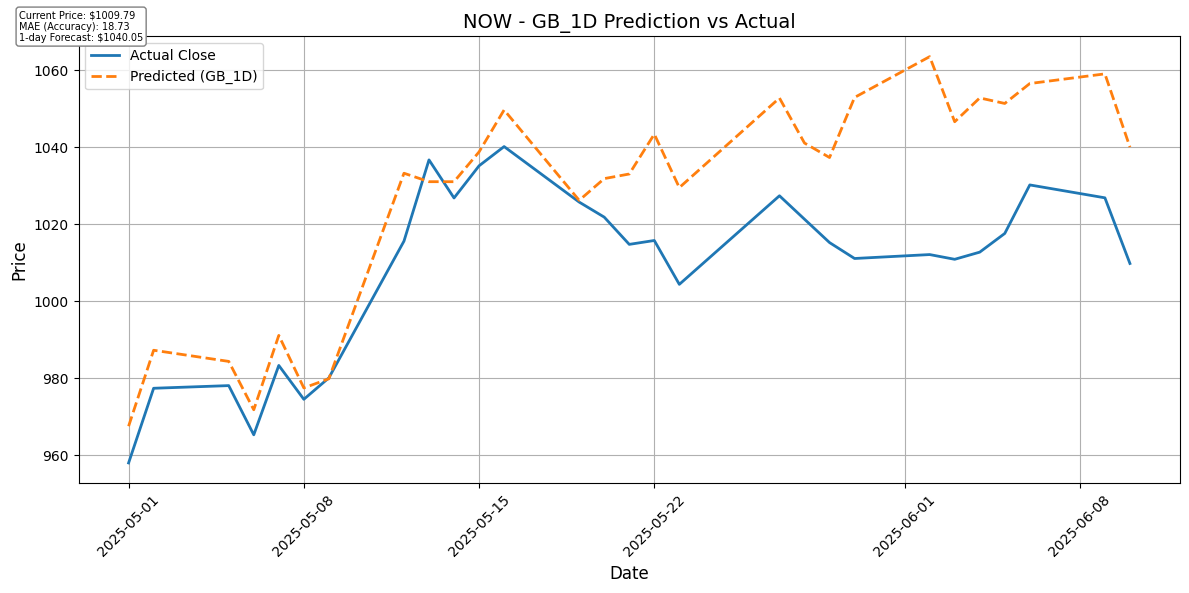 NOW - GB_1D Prediction vs Actual
Current Price: $1009.79
MAE (Accuracy): 18.73
1-day Forecast: $1040.05
Actual Close
Predicted (GB_1D)
Price
1060
1040
1020
1000
980
960
2025-05-01
2025-05-08
2025-05-15
2025-05-22
2025-06-01
2025-06-08
Date